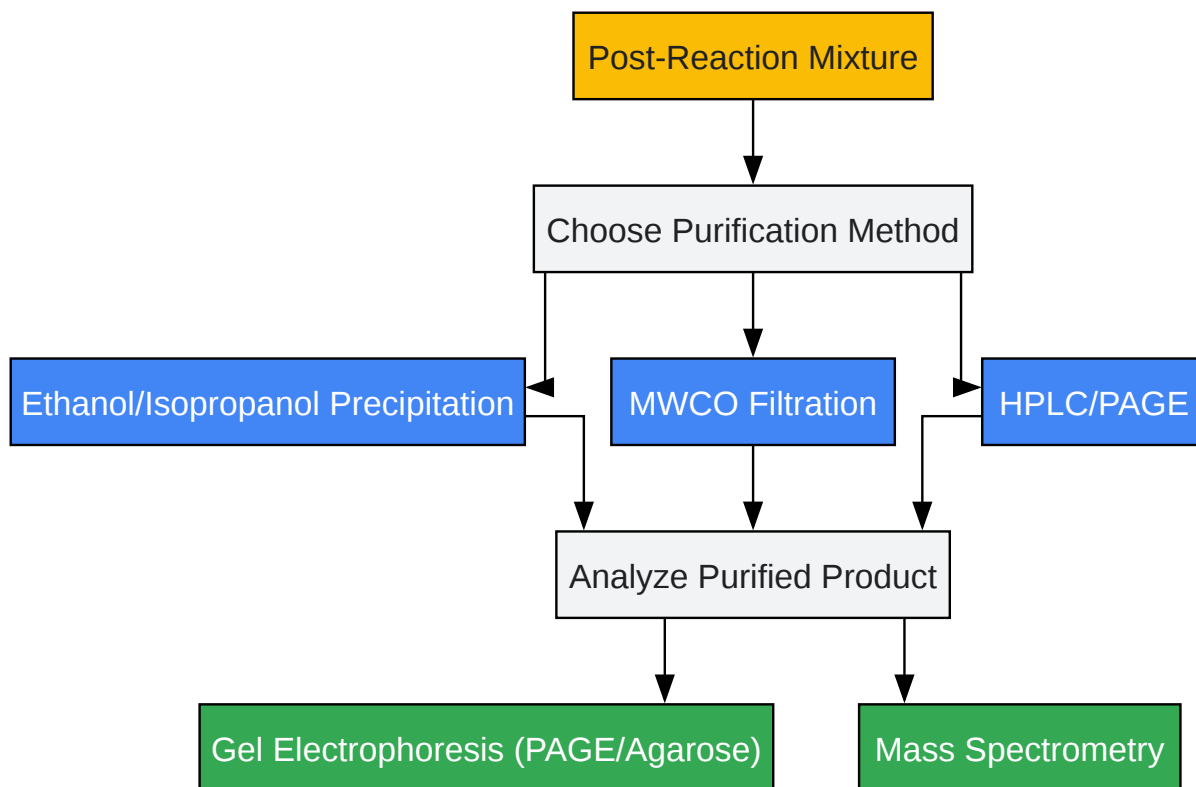 Post-Reaction Mixture
Choose Purification Method
Ethanol/Isopropanol Precipitation
MWCO Filtration
HPLC/PAGE
Analyze Purified Product
Gel Electrophoresis (PAGE/Agarose)
Mass Spectrometry